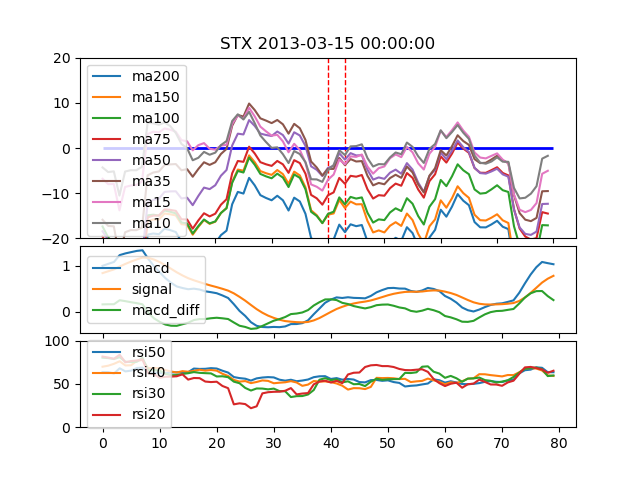 STX 2013-03-15 00:00:00
20
10
0
−10
−20
ma200
ma150
ma100
ma75
ma50
ma35
ma15
ma10
1
0
macd
signal
macd_diff
100
50
0
rsi50
rsi40
rsi30
rsi20
0 10 20 30 40 50 60 70 80